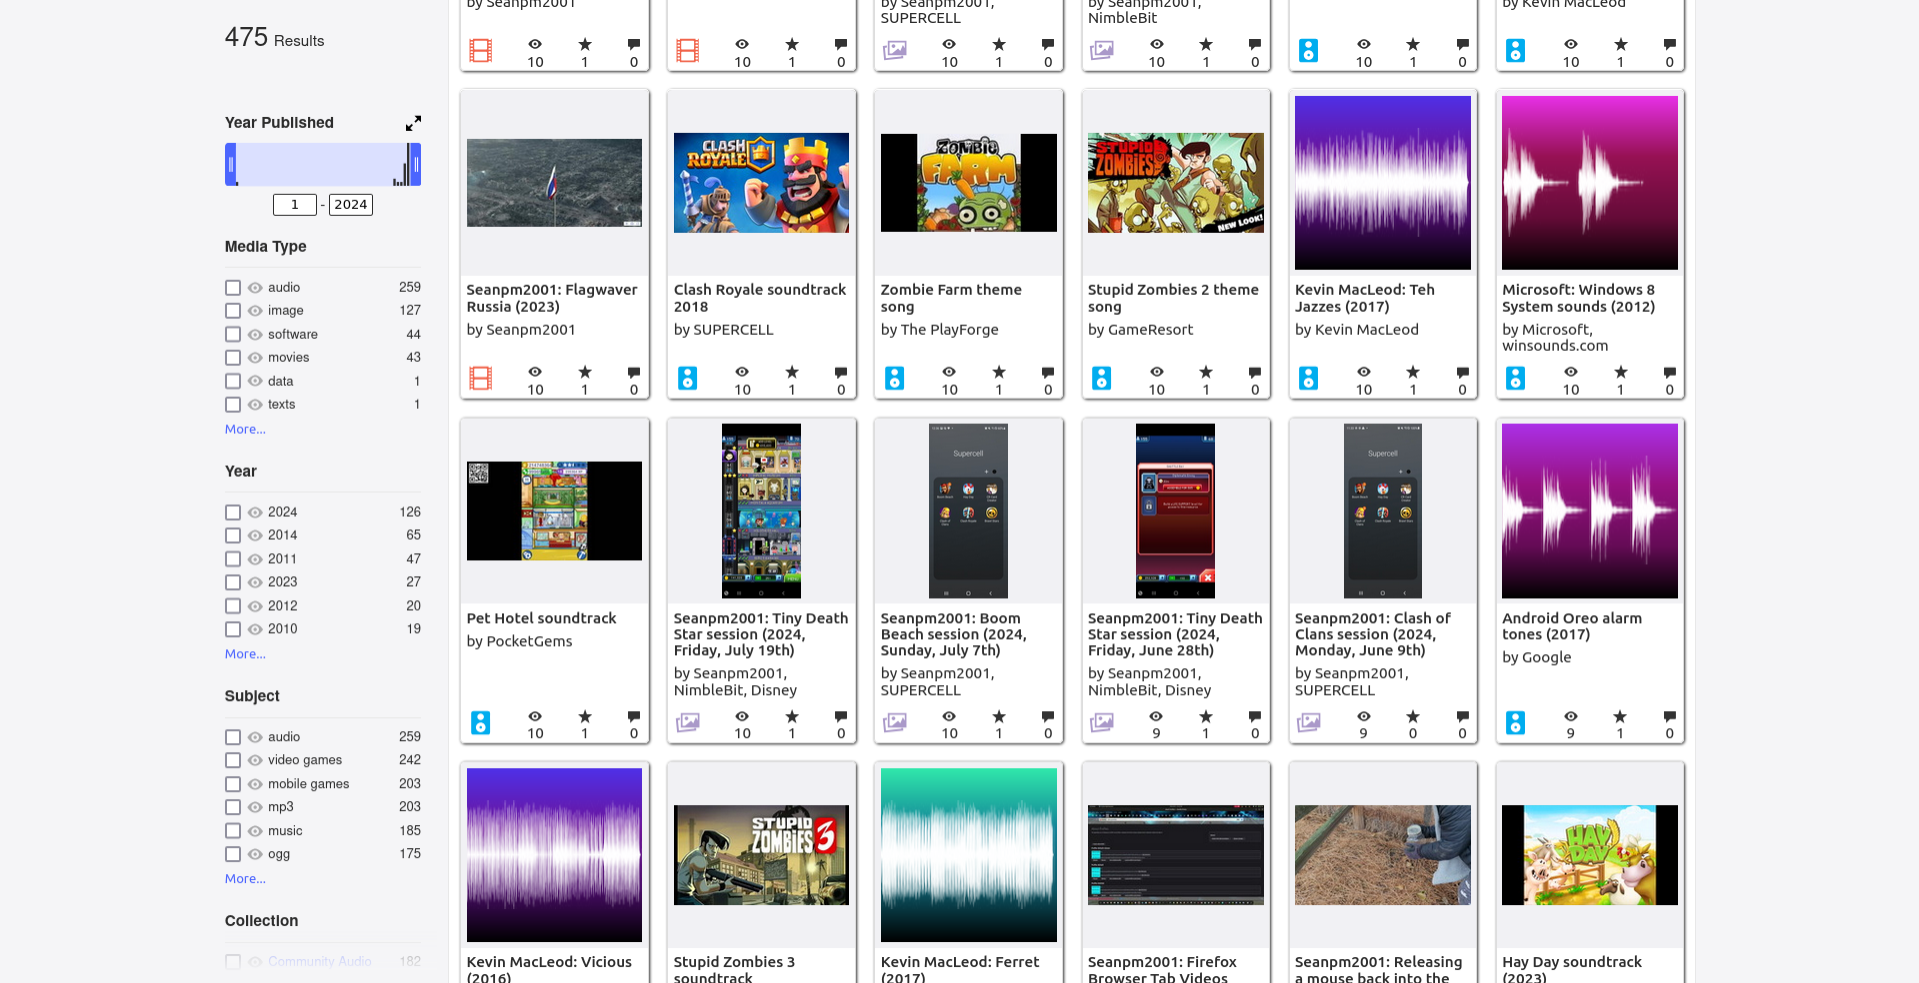 475 Results
Year Published
1 - 2024
Media Type
audio 259
image 127
software 44
movies 43
data 1
texts 1
More...
Year
2024 126
2014 65
2011 47
2023 27
2012 20
2010 19
More...
Subject
audio 259
video games 242
mobile games 203
mp3 203
music 185
ogg 175
More...
Collection
Community Audio 182
by Seanpm2001
10 1 0
10 1 0
by Seanpm2001,
SUPERCELL
10 1 0
by Seanpm2001,
NimbleBit
10 1 0
10 1 0
by Kevin MacLeod
10 1 0
Seanpm2001: Flagwaver
Russia (2023)
by Seanpm2001
10 1 0
CLASH
ROYALE
Clash Royale soundtrack
2018
by SUPERCELL
10 1 0
ZOMBIE
FARM
Zombie Farm theme
song
by The PlayForge
10 1 0
STUPID
ZOMBIES
NEW LOOK!
Stupid Zombies 2 theme
song
by GameResort
10 1 0
Kevin MacLeod: Teh
Jazzes (2017)
by Kevin MacLeod
10 1 0
Microsoft: Windows 8
System sounds (2012)
by Microsoft,
winsounds.com
10 1 0
Pet Hotel soundtrack
by PocketGems
10 1 0
Seanpm2001: Tiny Death
Star session (2024,
Friday, July 19th)
by Seanpm2001,
NimbleBit, Disney
10 1 0
Supercell
Seanpm2001: Boom
Beach session (2024,
Sunday, July 7th)
by Seanpm2001,
SUPERCELL
10 1 0
Seanpm2001: Tiny Death
Star session (2024,
Friday, June 28th)
by Seanpm2001,
NimbleBit, Disney
9 1 0
Supercell
Seanpm2001: Clash of
Clans session (2024,
Monday, June 9th)
by Seanpm2001,
SUPERCELL
9 0 0
Android Oreo alarm
tones (2017)
by Google
9 1 0
Kevin MacLeod: Vicious
(2016)
STUPID
ZOMBIES 3
Stupid Zombies 3
soundtrack
Kevin MacLeod: Ferret
(2017)
Seanpm2001: Firefox
Browser Tab Videos
Seanpm2001: Releasing
a mouse back into the
HAY
DAY
Hay Day soundtrack
(2023)